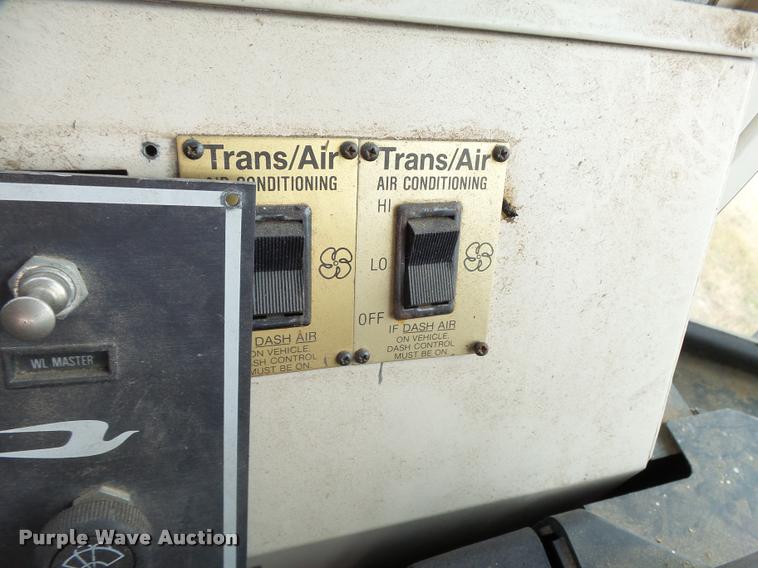 Trans/Air
AIR CONDITIONING
DASH AIR
ON VEHICLE
DASH CONTROL
MUST BE ON
Trans/Air
AIR CONDITIONING
HI
LO
OFF
IF DASH AIR
ON VEHICLE
DASH CONTROL
MUST BE ON
WL MASTER
Purple Wave Auction